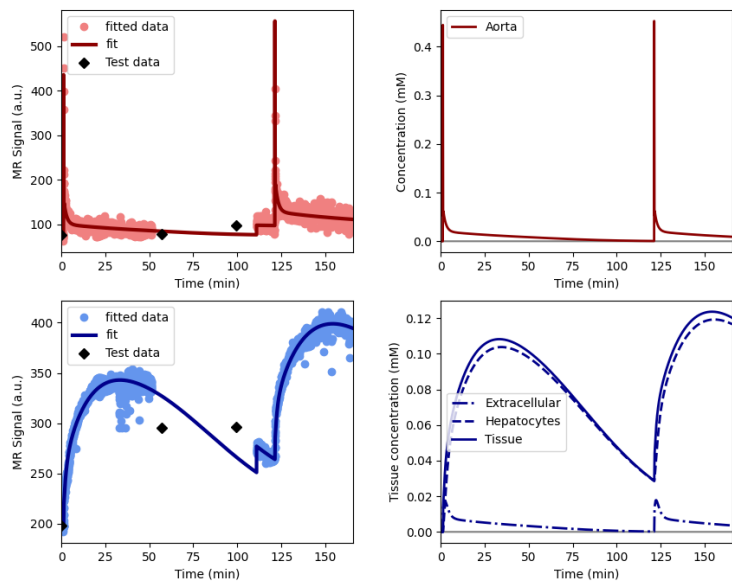 fitted data
fit
Test data
MR Signal (a.u.)
500
400
300
200
100
0
25
50
75
100
125
150
Time (min)
Aorta
Concentration (mM)
0.4
0.3
0.2
0.1
0.0
0
25
50
75
100
125
150
Time (min)
fitted data
fit
Test data
MR Signal (a.u.)
400
350
300
250
200
0
25
50
75
100
125
150
Time (min)
Extracellular
Hepatocytes
Tissue
Tissue concentration (mM)
0.12
0.10
0.08
0.06
0.04
0.02
0.00
0
25
50
75
100
125
150
Time (min)